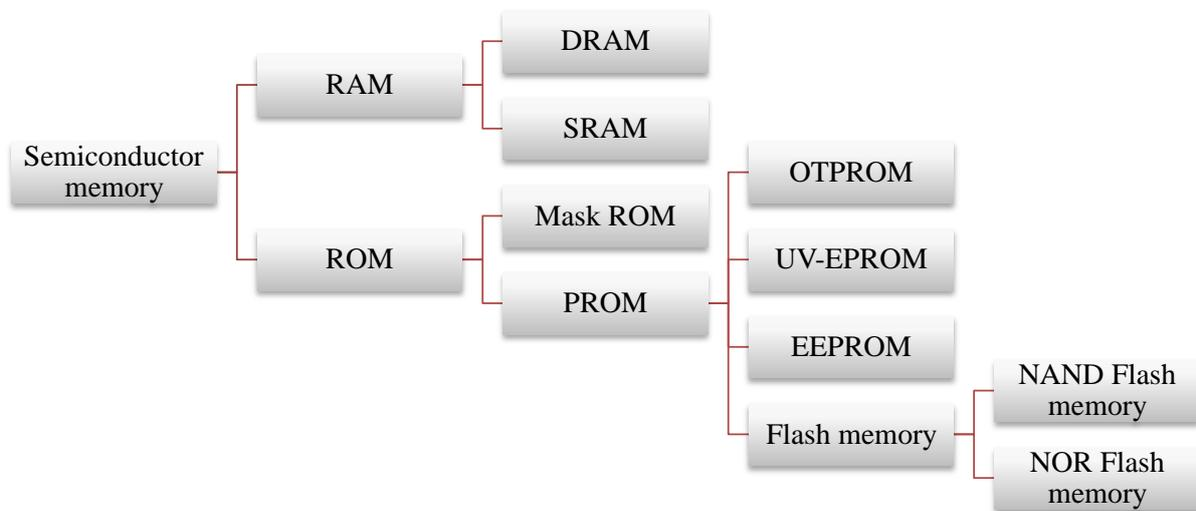 Semiconductor
memory
RAM
DRAM
SRAM
ROM
Mask ROM
PROM
OTPROM
UV-EPROM
EEPROM
Flash memory
NAND Flash
memory
NOR Flash
memory